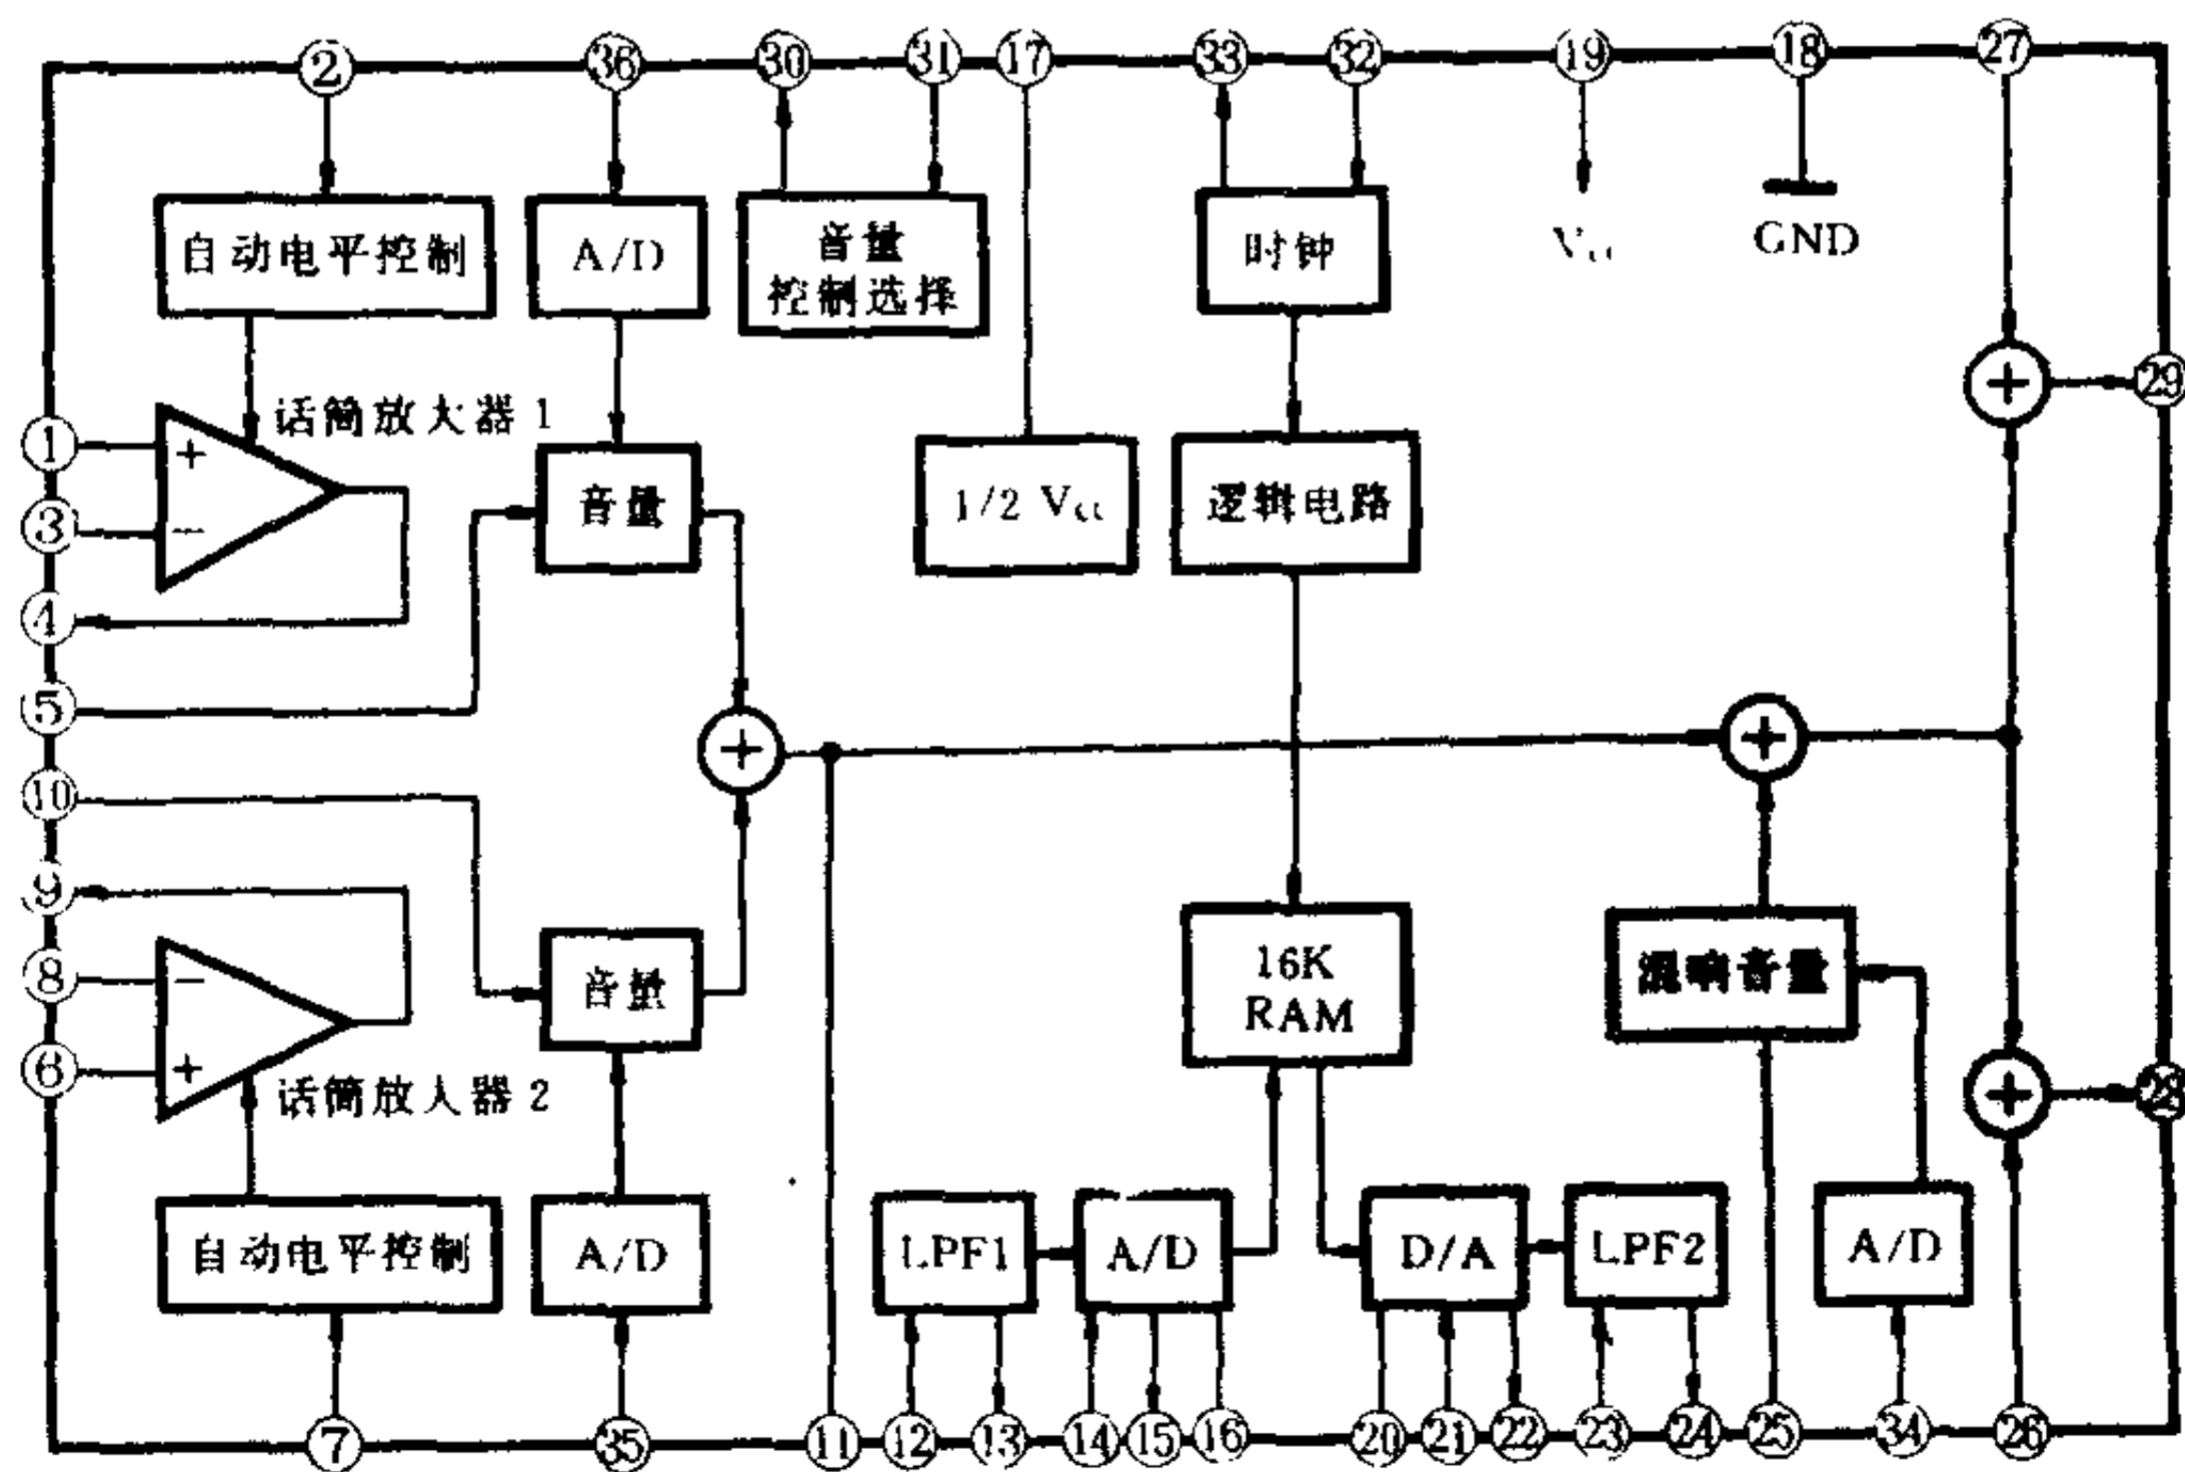 ② ㊱ ㉚ ㉛ ⑰ ㉝ ㉜ ⑲ ⑱ ㉗
自动电平控制
A/D
音量
控制选择
时钟
Vcc
GND
+
㉙
话筒放大器1
①
+
③
-
音量
1/2 Vcc
逻辑电路
④
⑤
+
+
⑩
⑨
⑧
-
音量
16K
RAM
混响音量
⑥
+
话筒放人器2
+
㉘
自动电平控制
A/D
LPF1
A/D
D/A
LPF2
A/D
⑦ ㉟ ⑪ ⑫ ⑬ ⑭ ⑮ ⑯ ⑳ ㉑ ㉒ ㉓ ㉔ ㉕ ㉞ ㉖